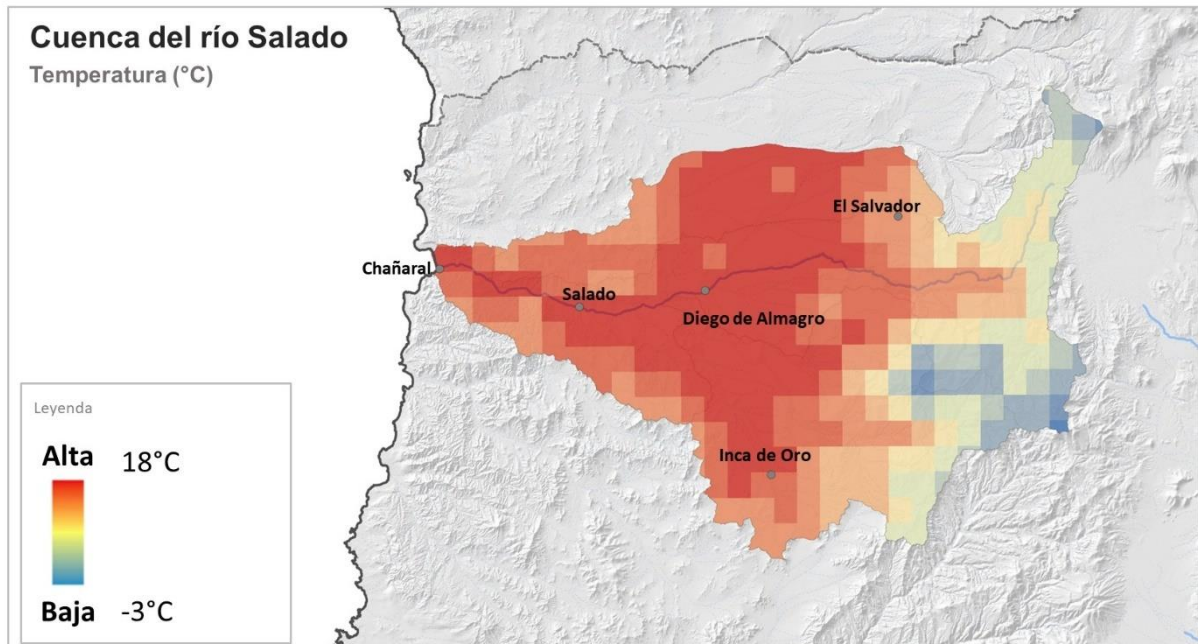 Cuenca del río Salado
Temperatura (°C)
El Salvador
Chañaral
Salado
Diego de Almagro
Inca de Oro
Leyenda
Alta 18°C
Baja -3°C